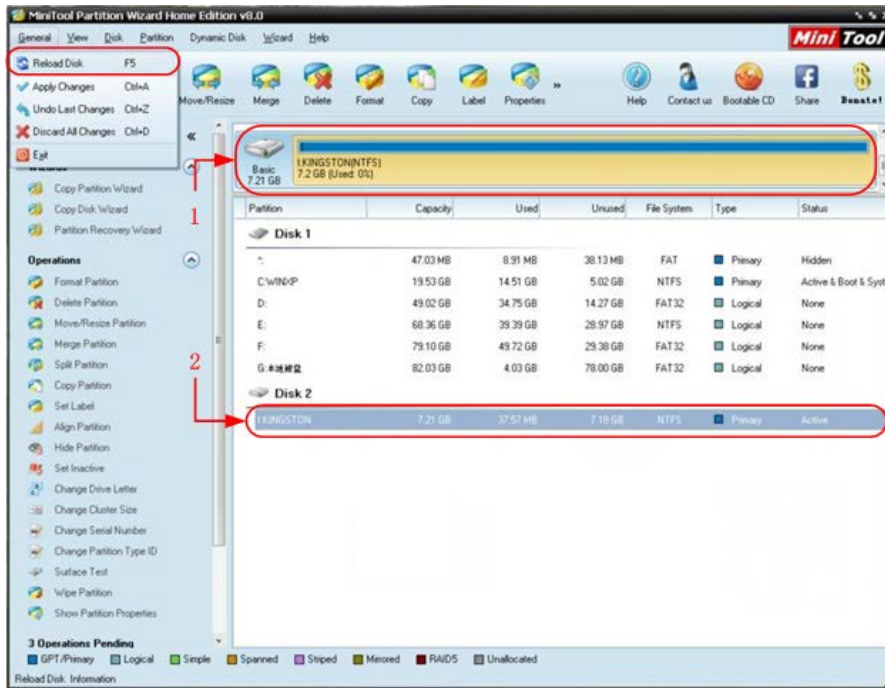 MiniTool Partition Wizard Home Edition v8.0
General View Disk Partition Dynamic Disk Wizard Help
Mini Tool
Reload Disk F5
Apply Changes Ctrl+A
Undo Last Changes Ctrl+Z
Discard All Changes Ctrl+D
Exit
Move/Resize Merge Delete Format Copy Label Properties » Help Contact us Bootable CD Share Donate!
«
1
Basic
7.21 GB
I:KINGSTON(NTFS)
7.2 GB (Used: 0%)
Copy Partition Wizard
Copy Disk Wizard
Partition Recovery Wizard
Operations
Format Partition
Delete Partition
Move/Resize Partition
Merge Partition
Split Partition
Copy Partition
Set Label
Align Partition
Hide Partition
Set Inactive
Change Drive Letter
Change Cluster Size
Change Serial Number
Change Partition Type ID
Surface Test
Wipe Partition
Show Partition Properties
3 Operations Pending
2
Partition Capacity Used Unused File System Type Status
Disk 1
*: 47.03 MB 8.91 MB 38.13 MB FAT Primary Hidden
C:WINXP 19.53 GB 14.51 GB 5.02 GB NTFS Primary Active & Boot & Syst
D: 49.02 GB 34.75 GB 14.27 GB FAT32 Logical None
E: 68.36 GB 39.39 GB 28.97 GB NTFS Logical None
F: 79.10 GB 49.72 GB 29.38 GB FAT32 Logical None
G:本地磁盘 82.03 GB 4.03 GB 78.00 GB FAT32 Logical None
Disk 2
I:KINGSTON 7.21 GB 37.57 MB 7.18 GB NTFS Primary Active
GPT/Primary Logical Simple Spanned Striped Mirrored RAID5 Unallocated
Reload Disk Information